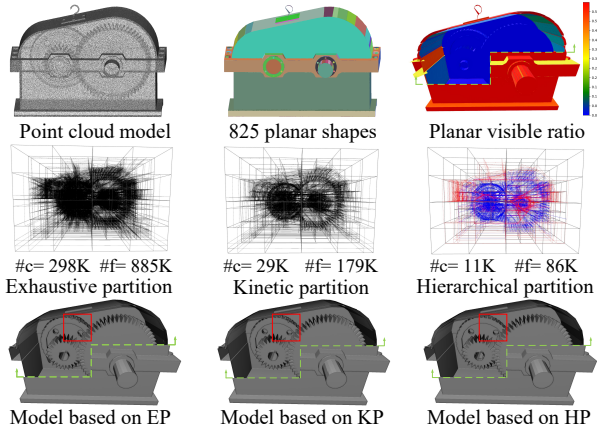 Point cloud model
825 planar shapes
Planar visible ratio
#c= 298K #f= 885K
#c= 29K #f= 179K
#c= 11K #f= 86K
Exhaustive partition
Kinetic partition
Hierarchical partition
Model based on EP
Model based on KP
Model based on HP